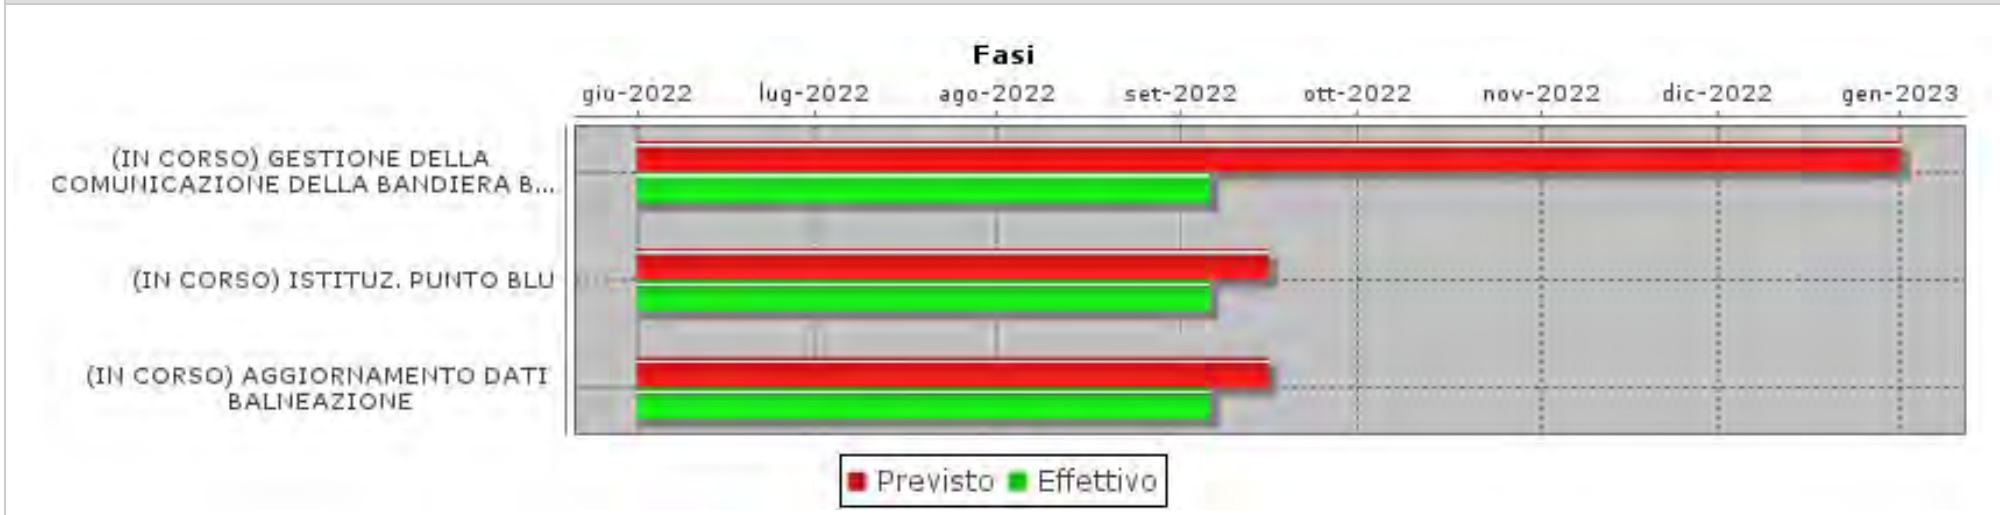 Fasi
giu-2022 lug-2022 ago-2022 set-2022 ott-2022 nov-2022 dic-2022 gen-2023
(IN CORSO) GESTIONE DELLA
COMUNICAZIONE DELLA BANDIERA B...
(IN CORSO) ISTITUZ. PUNTO BLU
(IN CORSO) AGGIORNAMENTO DATI
BALNEAZIONE
Previsto Effettivo